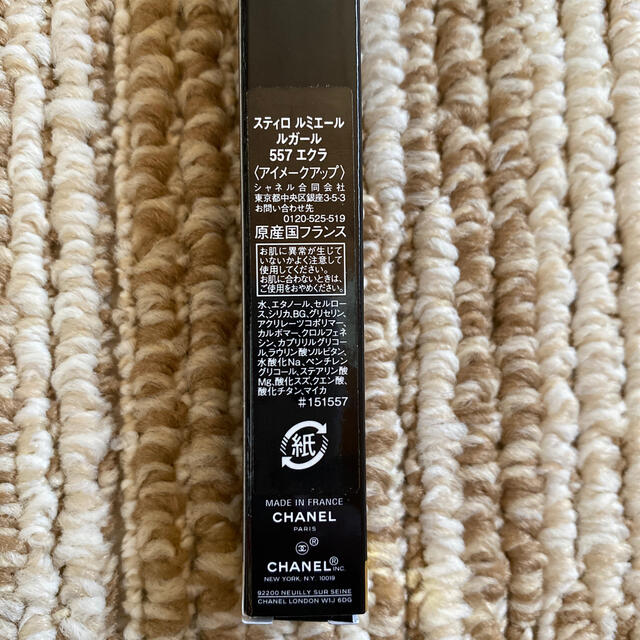 スティロ ルミエール
ルガール
557 エクラ
〈アイメークアップ〉
シャネル合同会社
東京都中央区銀座3-5-3
お問い合わせ先
0120-525-519
原産国フランス
お肌に異常が生じて
いないかよく注意して
使用してください。
お肌に合わないときは、
ご使用をおやめください。
水、エタノール、セルロー
ス、シリカ、BG、グリセリン、
アクリレーツコポリマー、
カルボマー、クロルフェネ
シン、カプリリルグリコー
ル、ラウリン酸ソルビタン、
水酸化Na、ペンチレン
グリコール、ステアリン酸
Mg、酸化スズ、クエン酸、
酸化チタン、マイカ
#151557
紙
MADE IN FRANCE
CHANEL
PARIS
®
CHANEL® INC.
NEW YORK, N.Y. 10019
92200 NEUILLY SUR SEINE
CHANEL LONDON W1J 6DG